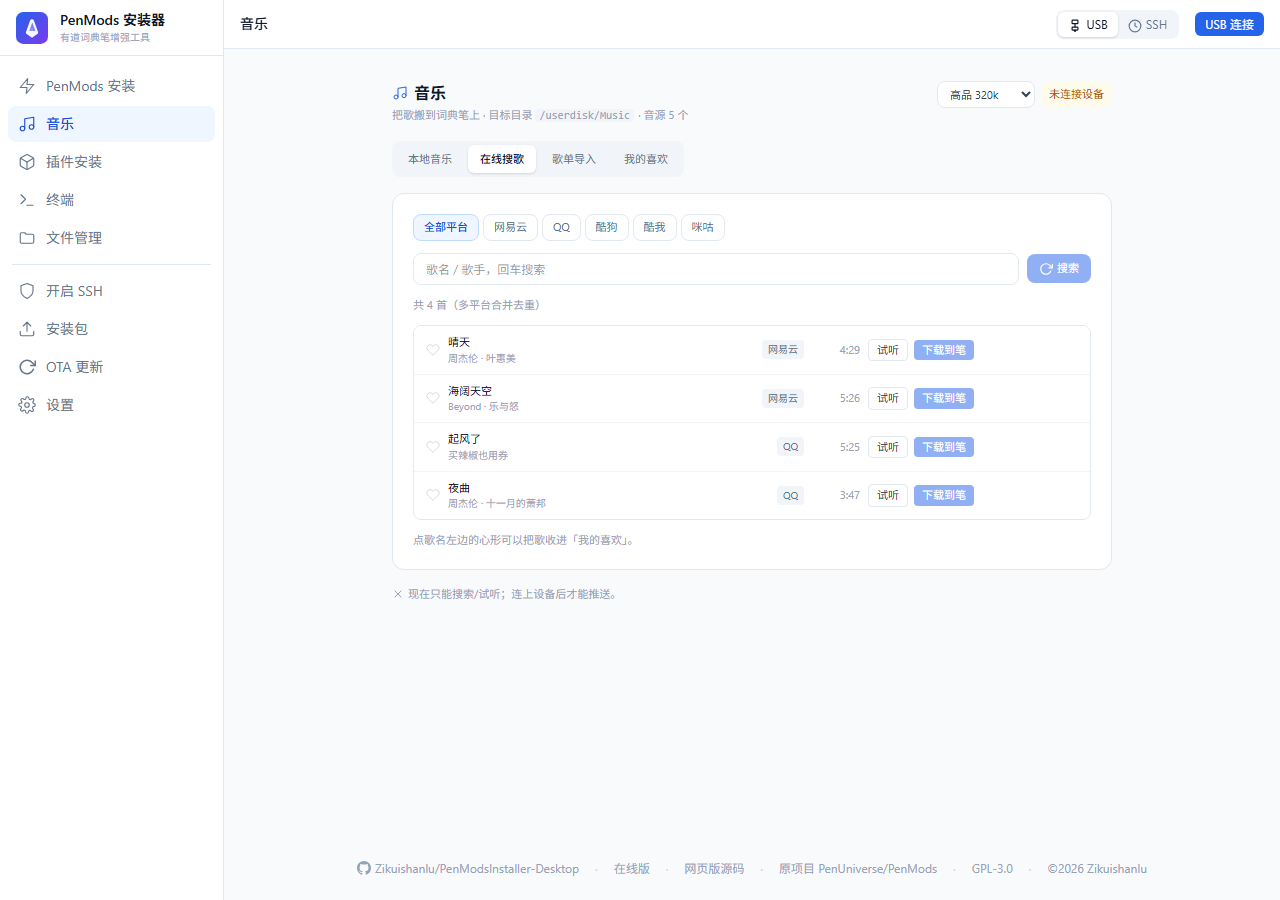 PenMods 安装器
有道词典笔增强工具
音乐
USB
SSH
USB 连接
PenMods 安装
音乐
插件安装
终端
文件管理
开启 SSH
安装包
OTA 更新
设置
音乐
把歌搬到词典笔上 · 目标目录 /userdisk/Music · 音源 5 个
高品 320k
未连接设备
本地音乐
在线搜歌
歌单导入
我的喜欢
全部平台
网易云
QQ
酷狗
酷我
咪咕
歌名 / 歌手，回车搜索
搜索
共 4 首（多平台合并去重）
晴天
周杰伦 · 叶惠美
网易云
4:29
试听
下载到笔
海阔天空
Beyond · 乐与怒
网易云
5:26
试听
下载到笔
起风了
买辣椒也用券
QQ
5:25
试听
下载到笔
夜曲
周杰伦 · 十一月的萧邦
QQ
3:47
试听
下载到笔
点歌名左边的心形可以把歌收进「我的喜欢」。
现在只能搜索/试听；连上设备后才能推送。
Zikuishanlu/PenModsInstaller-Desktop · 在线版 · 网页版源码 · 原项目 PenUniverse/PenMods · GPL-3.0 · ©2026 Zikuishanlu